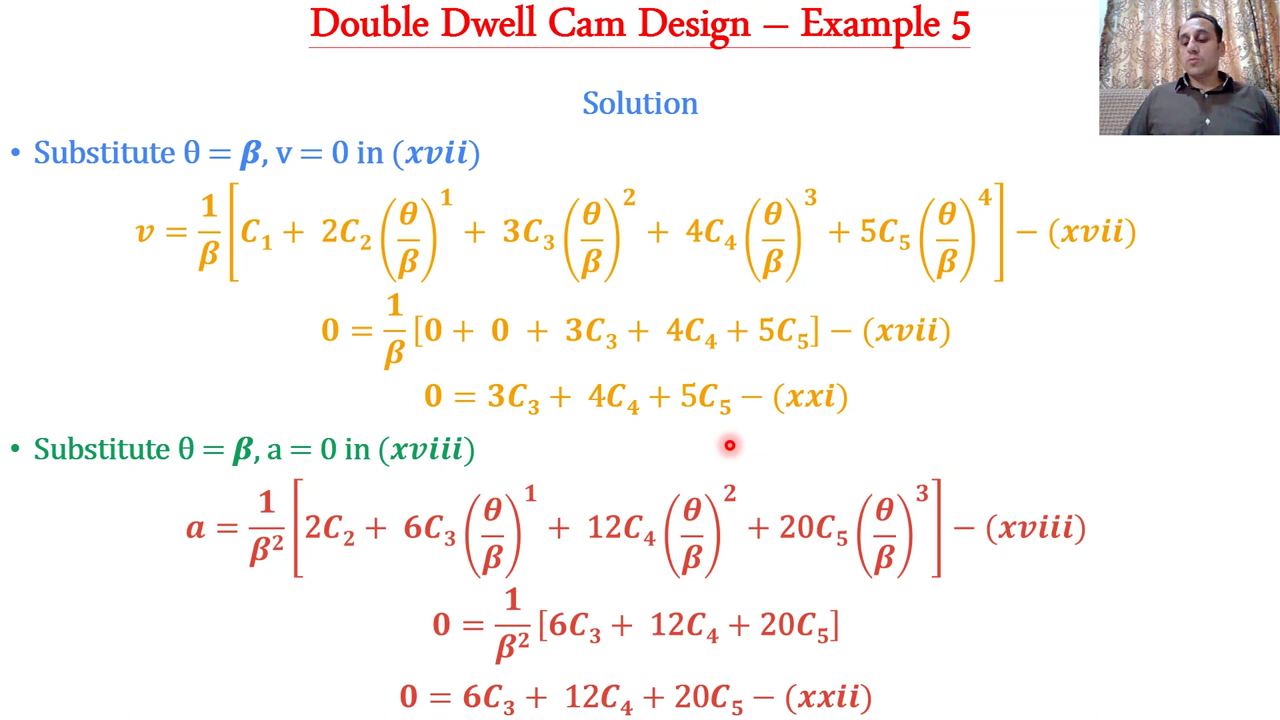 Double Dwell Cam Design – Example 5
Solution
• Substitute θ = β, v = 0 in (xvii)
v = 1/β [C₁ + 2C₂ (θ/β)¹ + 3C₃ (θ/β)² + 4C₄ (θ/β)³ + 5C₅ (θ/β)⁴] − (xvii)
0 = 1/β [0 + 0 + 3C₃ + 4C₄ + 5C₅] − (xvii)
0 = 3C₃ + 4C₄ + 5C₅ − (xxi)
• Substitute θ = β, a = 0 in (xviii)
a = 1/β² [2C₂ + 6C₃ (θ/β)¹ + 12C₄ (θ/β)² + 20C₅ (θ/β)³] − (xviii)
0 = 1/β² [6C₃ + 12C₄ + 20C₅]
0 = 6C₃ + 12C₄ + 20C₅ − (xxii)